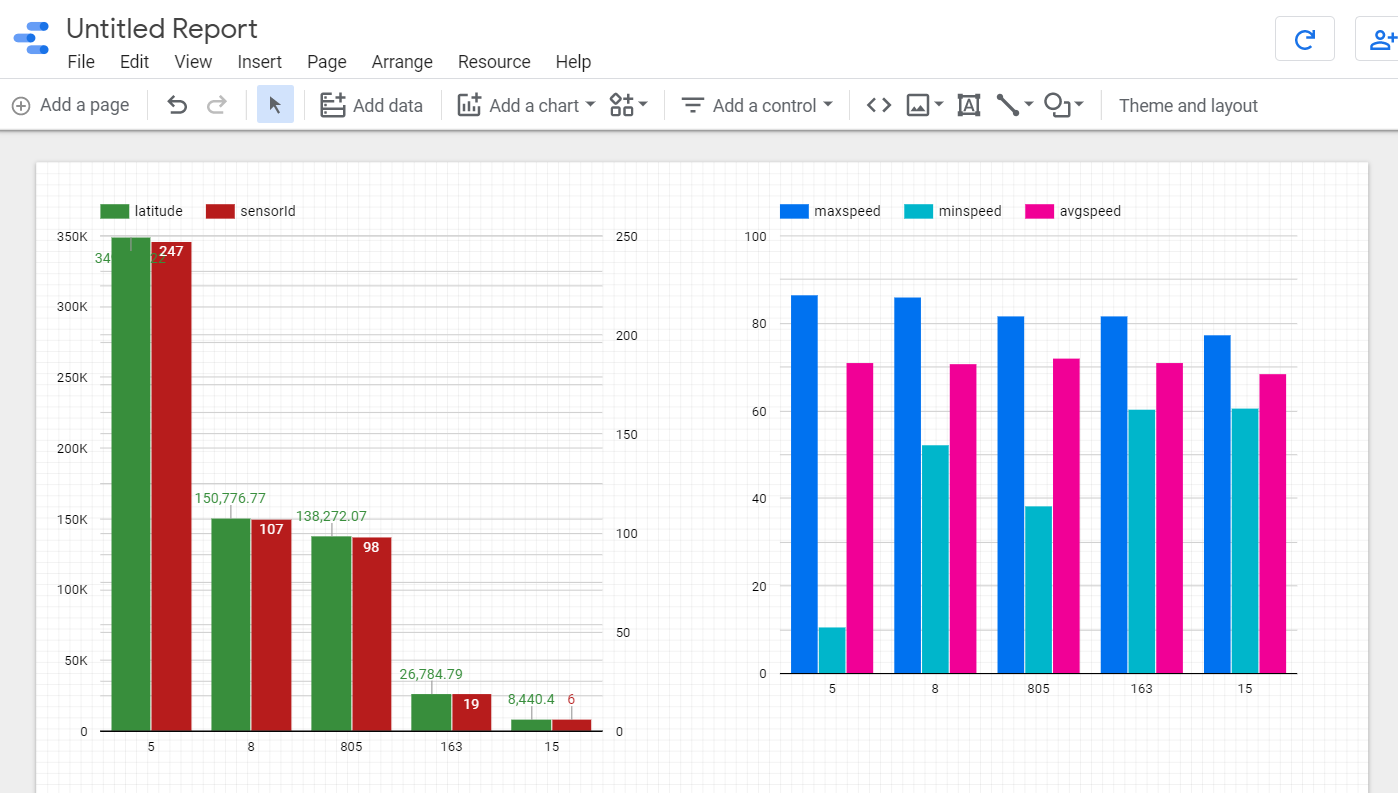 Untitled Report
File Edit View Insert Page Arrange Resource Help
Add a page Add data Add a chart Add a control A Theme and layout
latitude sensorId
350K
300K
250K
200K
150K
100K
50K
0
247
150,776.77
107
138,272.07
98
26,784.79
19
8,440.4
6
250
200
150
100
50
0
5 8 805 163 15
maxspeed minspeed avgspeed
100
80
60
40
20
0
5 8 805 163 15